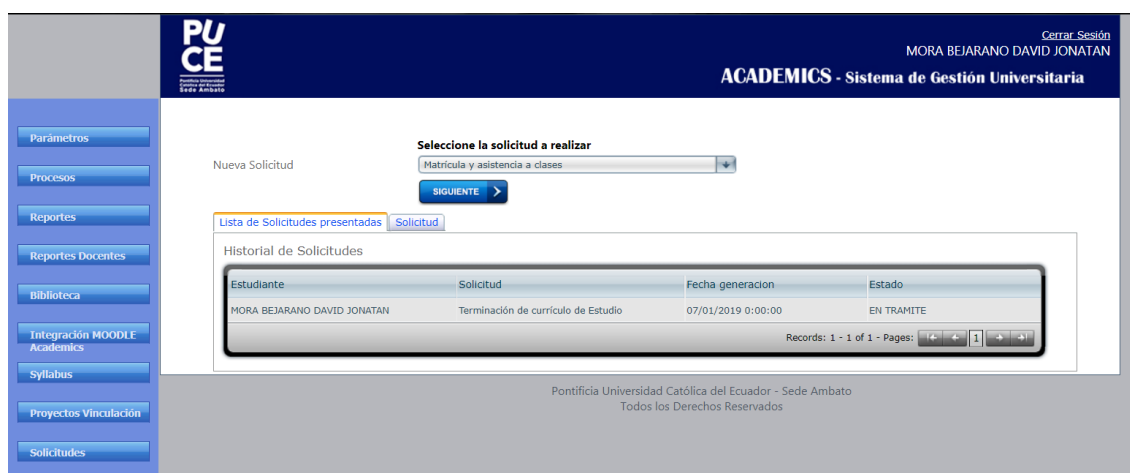 PU
CE
Pontificia Universidad
Católica del Ecuador
Sede Ambato
Cerrar Sesión
MORA BEJARANO DAVID JONATAN
ACADEMICS - Sistema de Gestión Universitaria
Parámetros
Procesos
Reportes
Reportes Docentes
Biblioteca
Integración MOODLE
Academics
Syllabus
Proyectos Vinculación
Solicitudes
Seleccione la solicitud a realizar
Nueva Solicitud Matrícula y asistencia a clases
SIGUIENTE
Lista de Solicitudes presentadas Solicitud
Historial de Solicitudes
Estudiante Solicitud Fecha generacion Estado
MORA BEJARANO DAVID JONATAN Terminación de currículo de Estudio 07/01/2019 0:00:00 EN TRAMITE
Records: 1 - 1 of 1 - Pages: 1
Pontificia Universidad Católica del Ecuador - Sede Ambato
Todos los Derechos Reservados